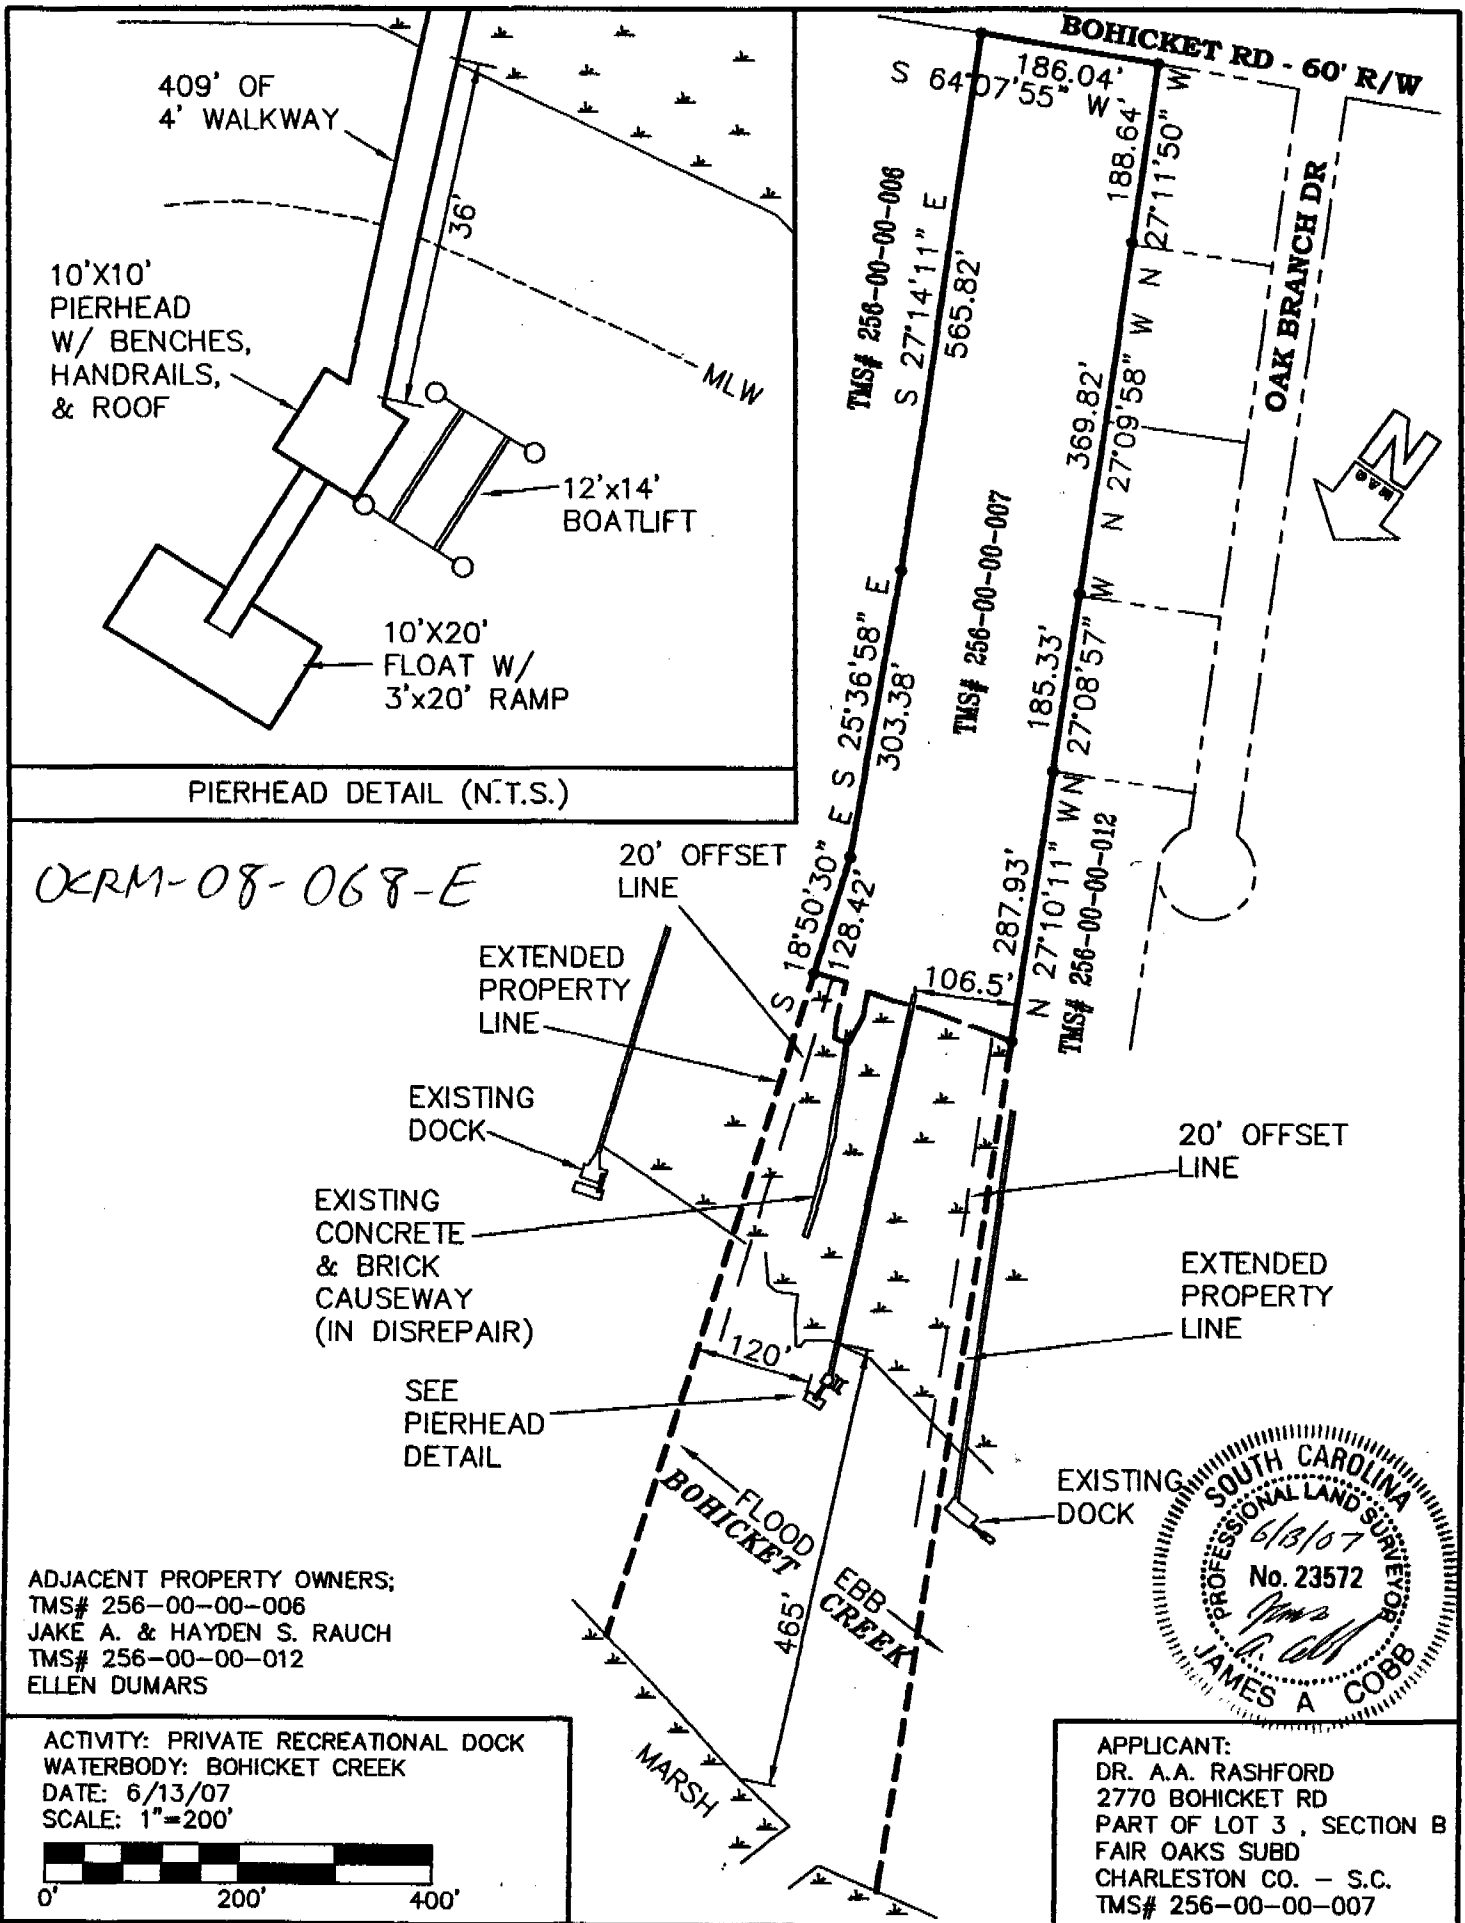 409' OF
4' WALKWAY
36'
10'X10'
PIERHEAD
W/ BENCHES,
HANDRAILS,
& ROOF
MLW
12'x14'
BOATLIFT
10'X20'
FLOAT W/
3'x20' RAMP
PIERHEAD DETAIL (N.T.S.)
BOHICKET RD - 60' R/W
186.04'
S 64°07'55" W
188.64'
N 27°11'50" W
OAK BRANCH DR
TMS# 256-00-00-006
S 27°14'11" E
565.82'
369.82'
N 27°09'58" W
N
MAG
TMS# 256-00-00-007
S 25°36'58" E
303.38'
185.33'
N 27°08'57" W
OCRM-08-068-E
20' OFFSET
LINE
S 18°50'30" E
128.42'
287.93'
N 27°10'11" W
TMS# 256-00-00-012
106.5'
EXTENDED
PROPERTY
LINE
EXISTING
DOCK
20' OFFSET
LINE
EXISTING
CONCRETE
& BRICK
CAUSEWAY
(IN DISREPAIR)
EXTENDED
PROPERTY
LINE
120'
SEE
PIERHEAD
DETAIL
EXISTING
DOCK
FLOOD
BOHICKET
EBB
CREEK
465'
MARSH
SOUTH CAROLINA
PROFESSIONAL LAND SURVEYOR
6/13/07
No. 23572
James A. Cobb
JAMES A COBB
ADJACENT PROPERTY OWNERS;
TMS# 256-00-00-006
JAKE A. & HAYDEN S. RAUCH
TMS# 256-00-00-012
ELLEN DUMARS
ACTIVITY: PRIVATE RECREATIONAL DOCK
WATERBODY: BOHICKET CREEK
DATE: 6/13/07
SCALE: 1"=200'
0' 200' 400'
APPLICANT:
DR. A.A. RASHFORD
2770 BOHICKET RD
PART OF LOT 3 , SECTION B
FAIR OAKS SUBD
CHARLESTON CO. - S.C.
TMS# 256-00-00-007